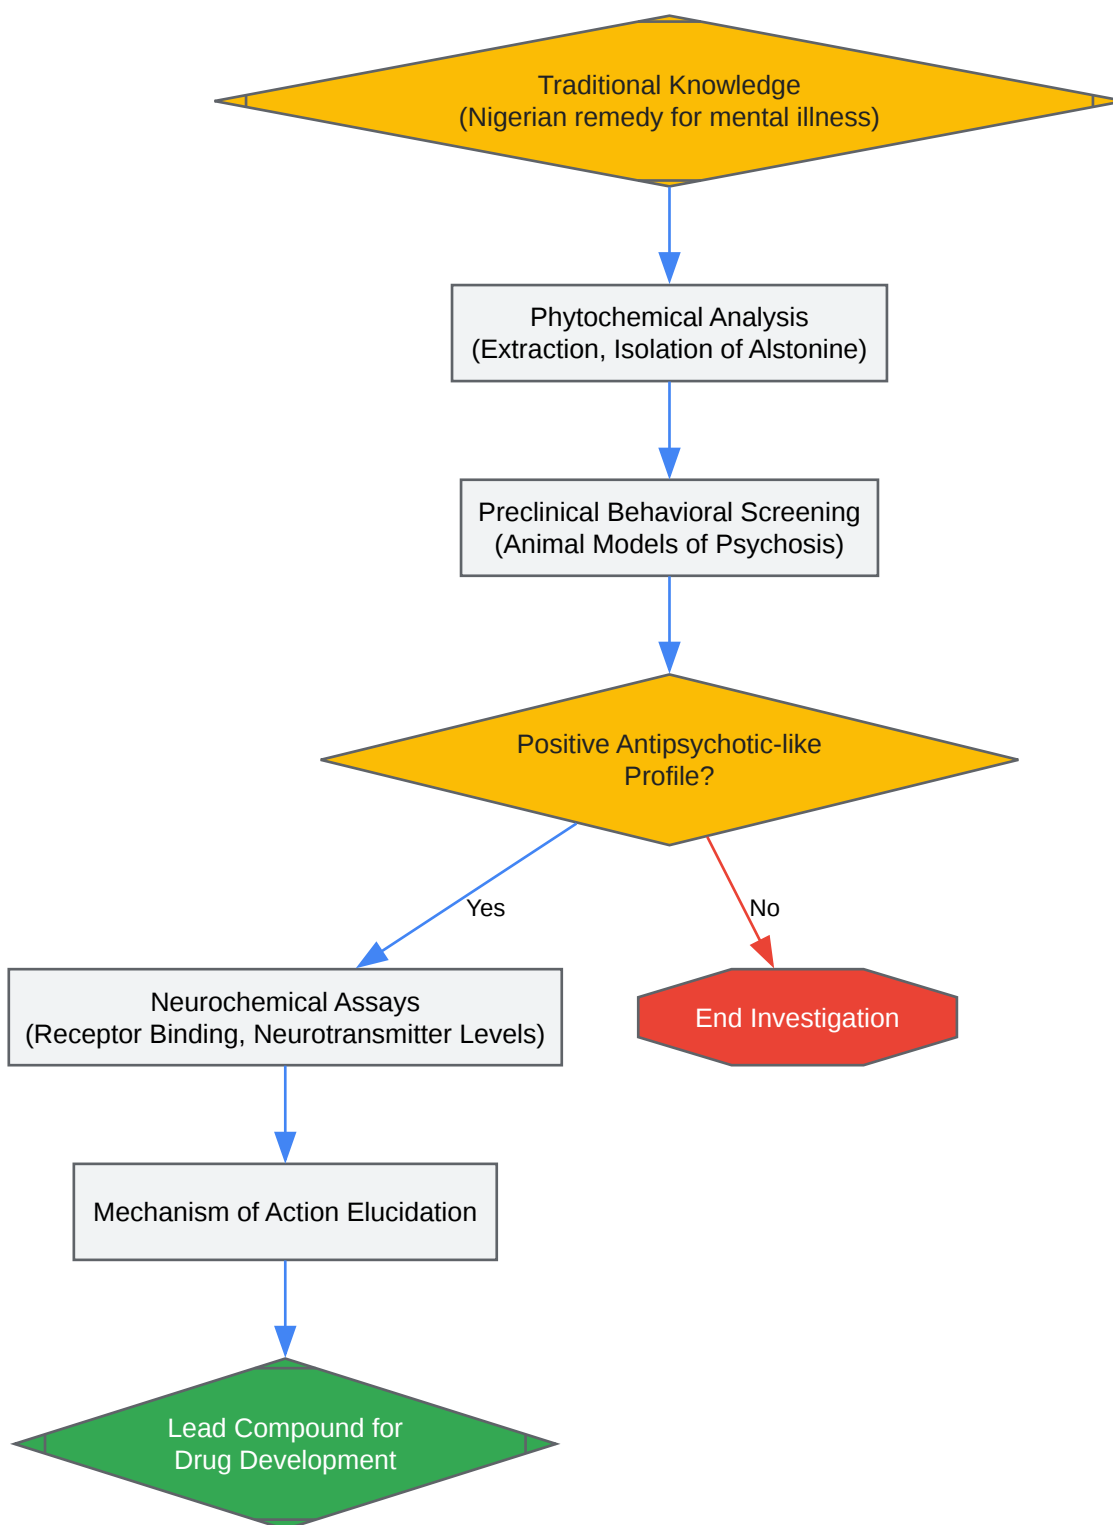 Traditional Knowledge
(Nigerian remedy for mental illness)
Phytochemical Analysis
(Extraction, Isolation of Alstonine)
Preclinical Behavioral Screening
(Animal Models of Psychosis)
Positive Antipsychotic-like
Profile?
Yes
No
Neurochemical Assays
(Receptor Binding, Neurotransmitter Levels)
End Investigation
Mechanism of Action Elucidation
Lead Compound for
Drug Development